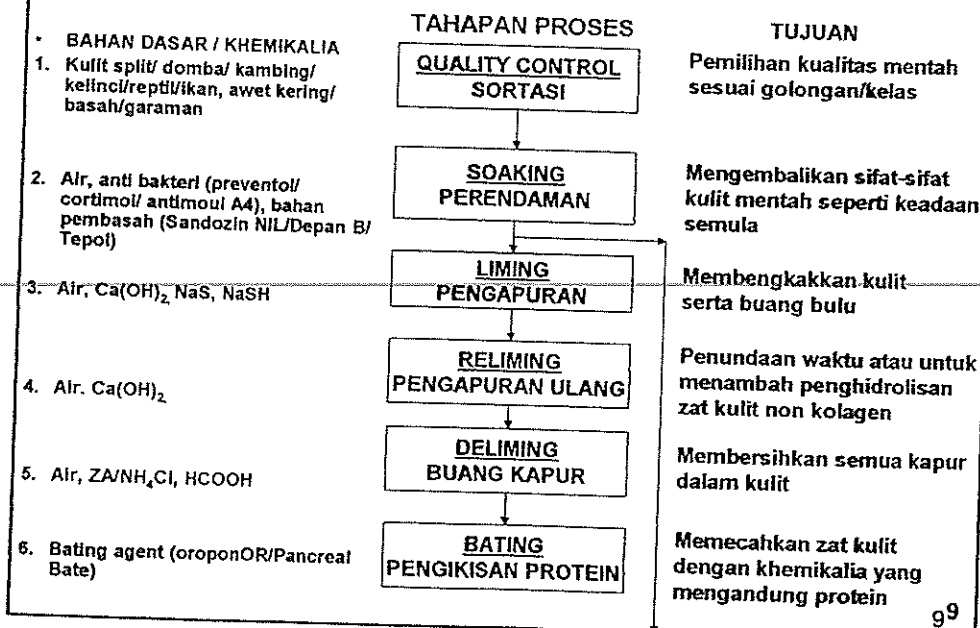 TAHAPAN PROSES
TUJUAN
* BAHAN DASAR / KHEMIKALIA
1. Kulit split/ domba/ kambing/
kelinci/reptil/ikan, awet kering/
basah/garaman
QUALITY CONTROL
SORTASI
Pemilihan kualitas mentah
sesuai golongan/kelas
2. Air, anti bakteri (preventol/
cortimol/ antimoul A4), bahan
pembasah (Sandozin NIL/Depan B/
Tepol)
SOAKING
PERENDAMAN
Mengembalikan sifat-sifat
kulit mentah seperti keadaan
semula
3. Air, Ca(OH)₂, NaS, NaSH
LIMING
PENGAPURAN
Membengkakkan kulit
serta buang bulu
4. Air. Ca(OH)₂
RELIMING
PENGAPURAN ULANG
Penundaan waktu atau untuk
menambah penghidrolisan
zat kulit non kolagen
5. Air, ZA/NH₄Cl, HCOOH
DELIMING
BUANG KAPUR
Membersihkan semua kapur
dalam kulit
6. Bating agent (oroponOR/Pancreal
Bate)
BATING
PENGIKISAN PROTEIN
Memecahkan zat kulit
dengan khemikalia yang
mengandung protein
99